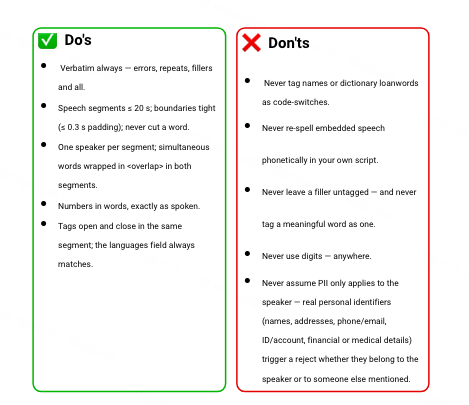 Do's
Verbatim always — errors, repeats, fillers
and all.
Speech segments ≤ 20 s; boundaries tight
(≤ 0.3 s padding); never cut a word.
One speaker per segment; simultaneous
words wrapped in <overlap> in both
segments.
Numbers in words, exactly as spoken.
Tags open and close in the same
segment; the languages field always
matches.
Don'ts
Never tag names or dictionary loanwords
as code-switches.
Never re-spell embedded speech
phonetically in your own script.
Never leave a filler untagged — and never
tag a meaningful word as one.
Never use digits — anywhere.
Never assume PII only applies to the
speaker — real personal identifiers
(names, addresses, phone/email,
ID/account, financial or medical details)
trigger a reject whether they belong to the
speaker or to someone else mentioned.